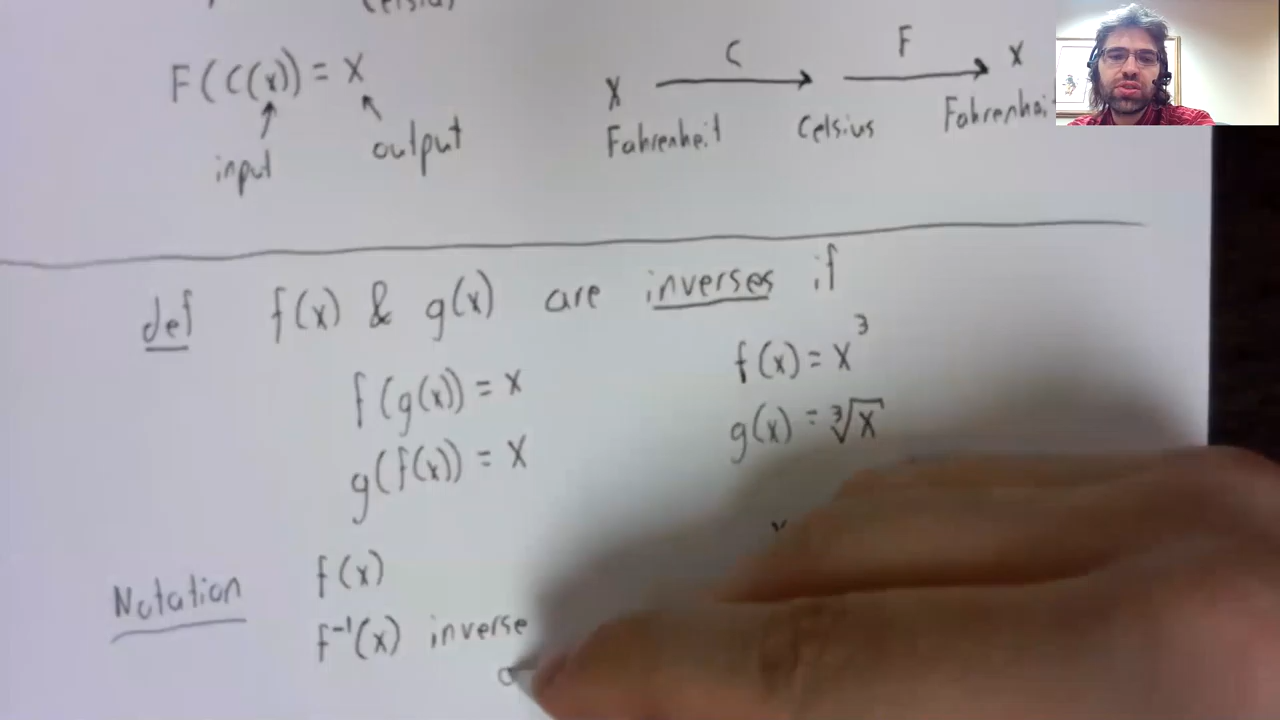 F(C(x)) = x
input
output
x C F x
Fahrenheit Celsius
def f(x) & g(x) are inverses if
f(g(x)) = x
g(f(x)) = x
f(x) = x³
g(x) = ∛x
Notation f(x)
f⁻¹(x) inverse